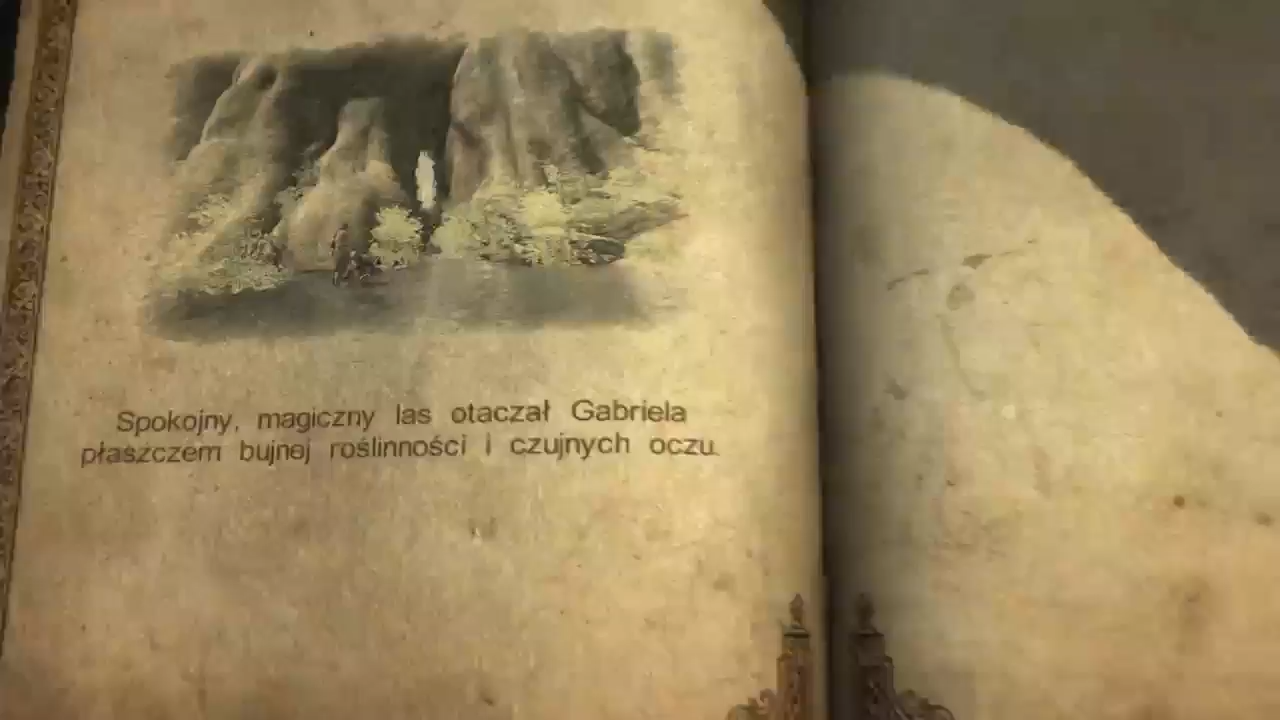 Spokojny, magiczny las otaczał Gabriela
płaszczem bujnej roślinności i czujnych oczu.